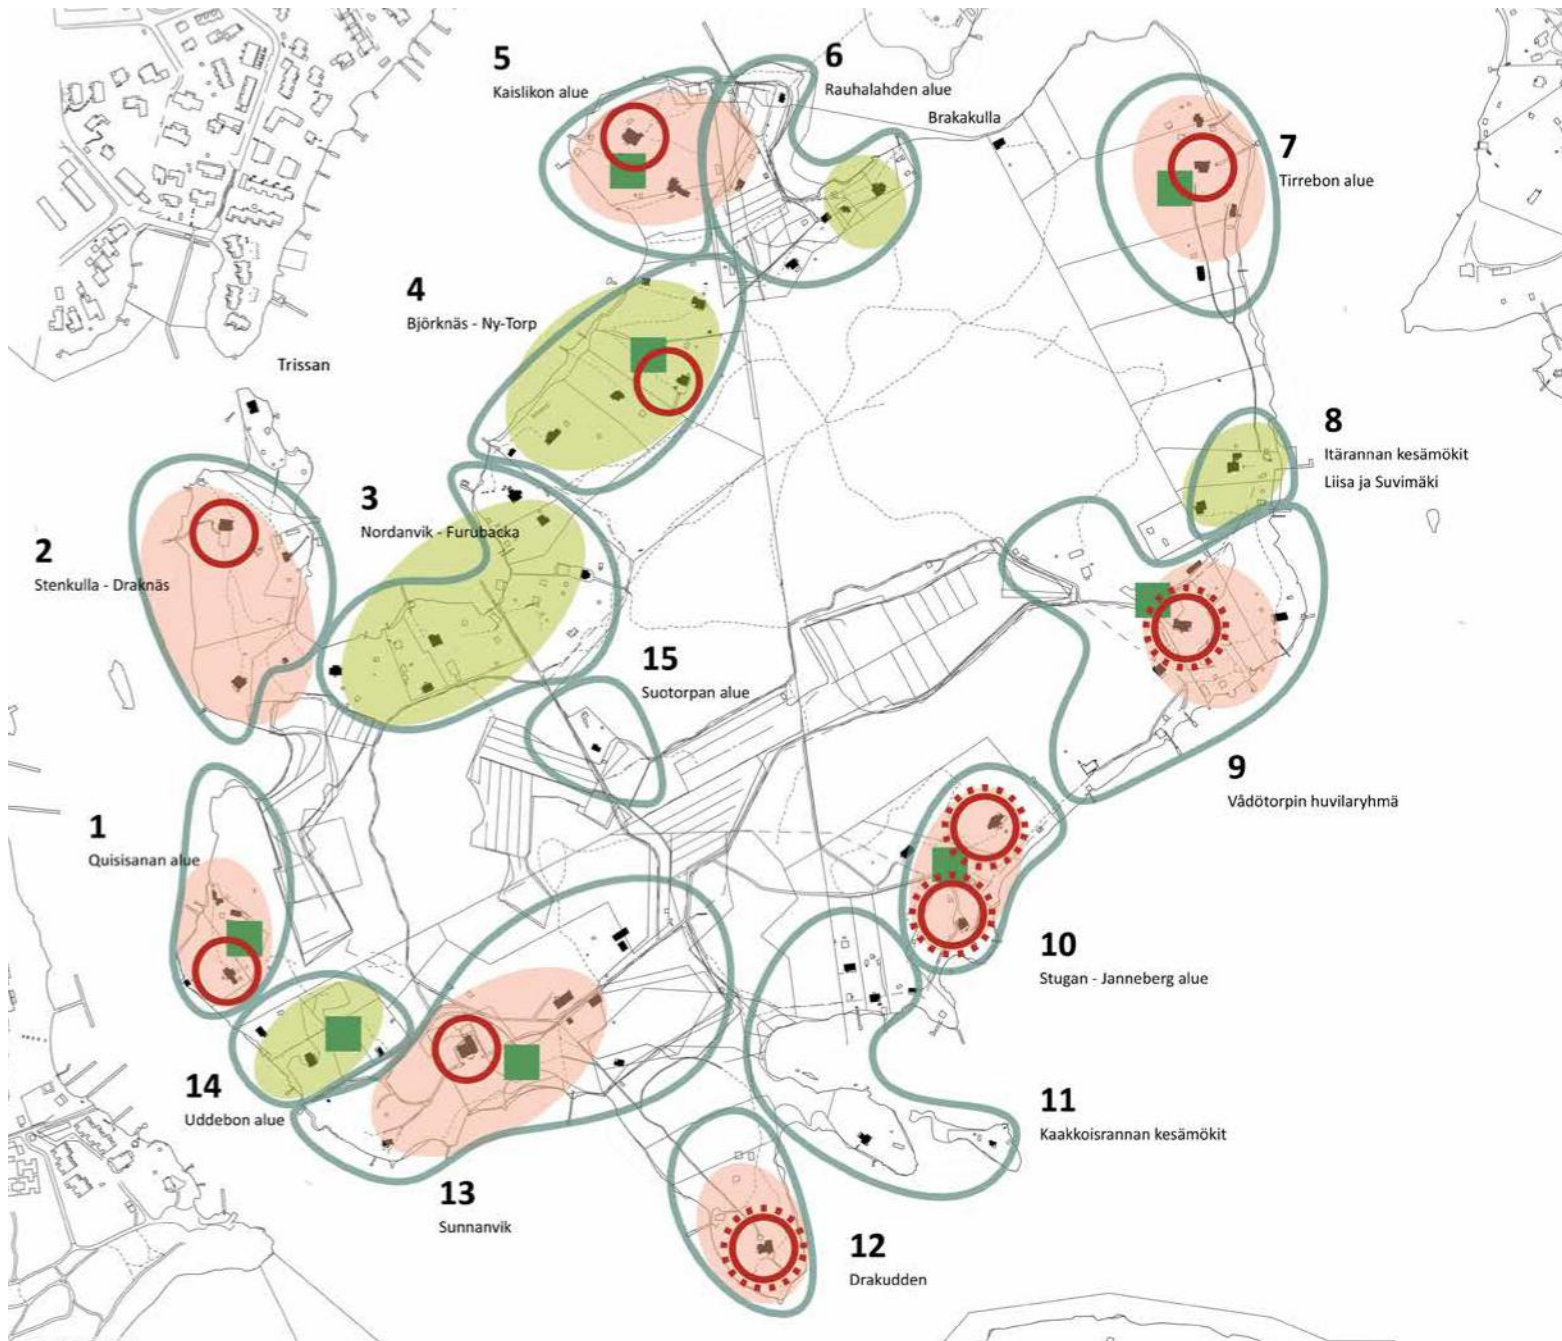 5
Kaislikon alue
6
Rauhalahden alue
Brakakulla
7
Tirrebon alue
4
Björknäs - Ny-Torp
Trissan
8
Itärannan kesämökit
Liisa ja Suvimäki
3
Nordanvik - Furubacka
2
Stenkulla - Draknäs
15
Suotorpan alue
9
Vådötorpin huvilaryhmä
1
Quisisanan alue
10
Stugan - Janneberg alue
14
Uddebon alue
11
Kaakkoisrannan kesämökit
13
Sunnanvik
12
Drakudden